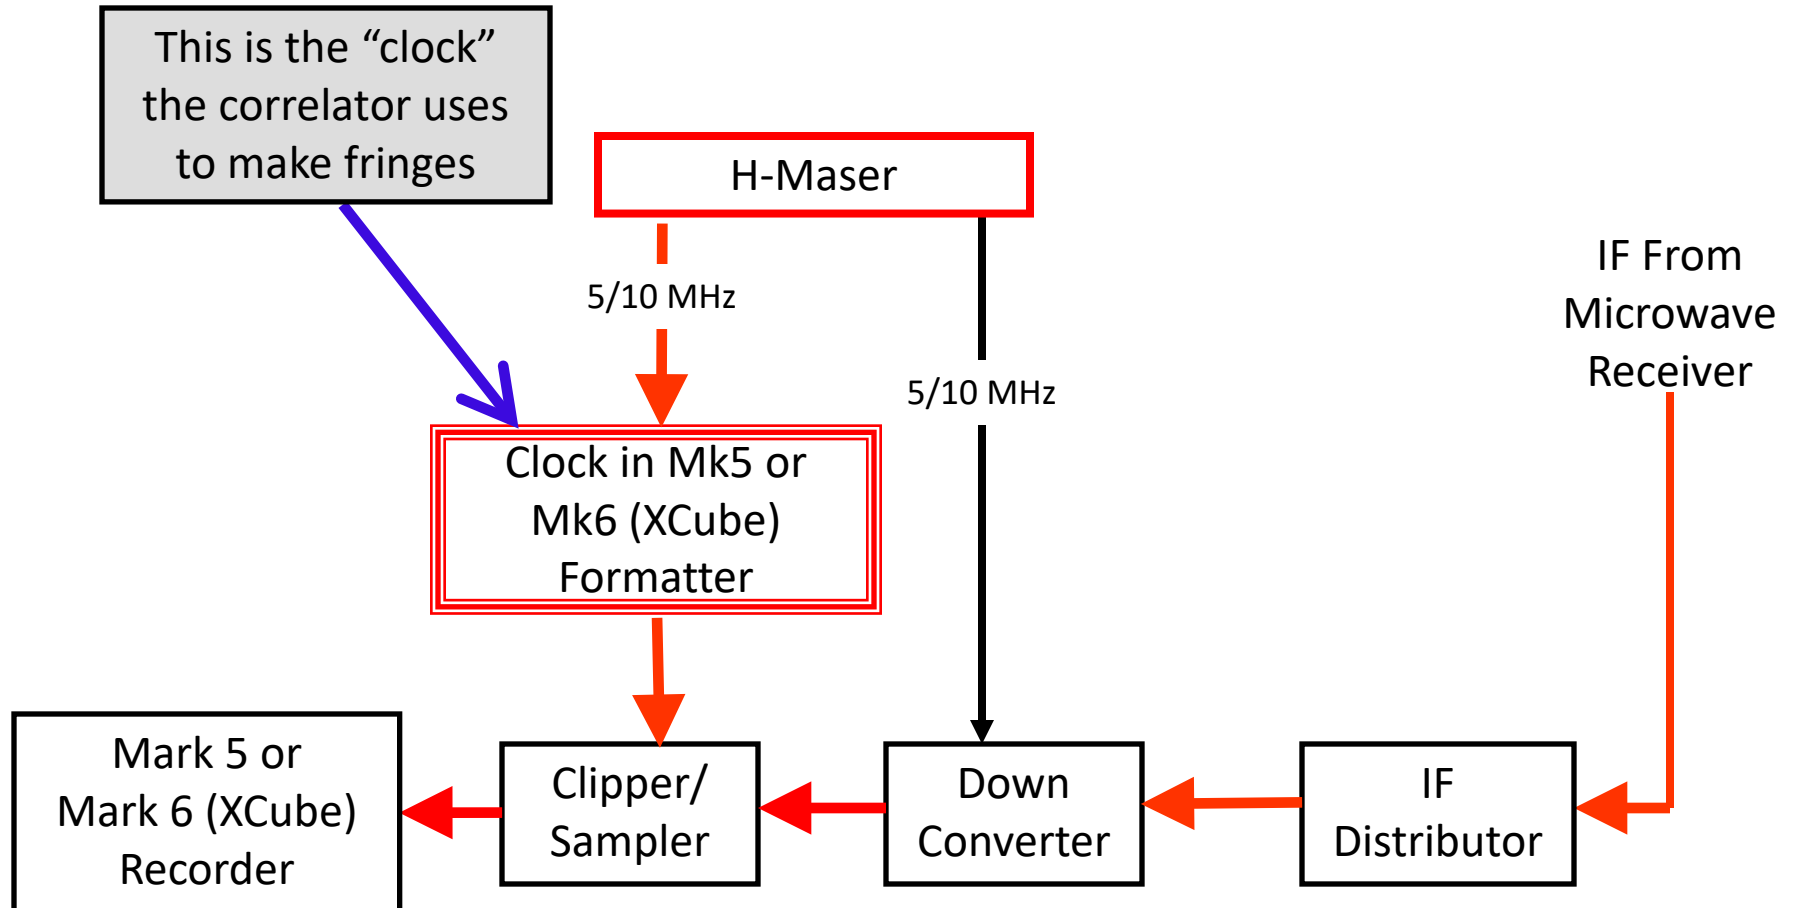 This is the “clock”
the correlator uses
to make fringes
H-Maser
5/10 MHz
5/10 MHz
IF From
Microwave
Receiver
Clock in Mk5 or
Mk6 (XCube)
Formatter
Mark 5 or
Mark 6 (XCube)
Recorder
Clipper/
Sampler
Down
Converter
IF
Distributor